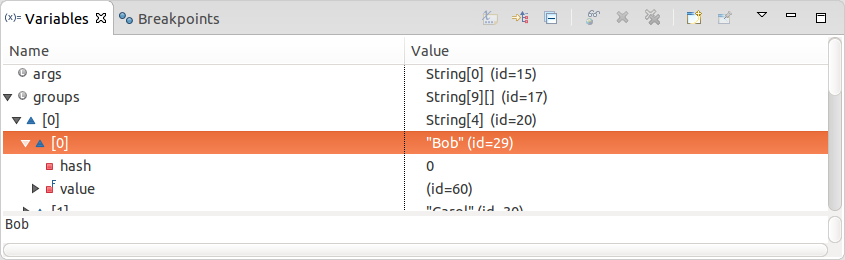 (x)= Variables Breakpoints
Name Value
args String[0] (id=15)
groups String[9][] (id=17)
[0] String[4] (id=20)
[0] "Bob" (id=29)
hash 0
F value (id=60)
[1] "Carol" (id=30)
Bob